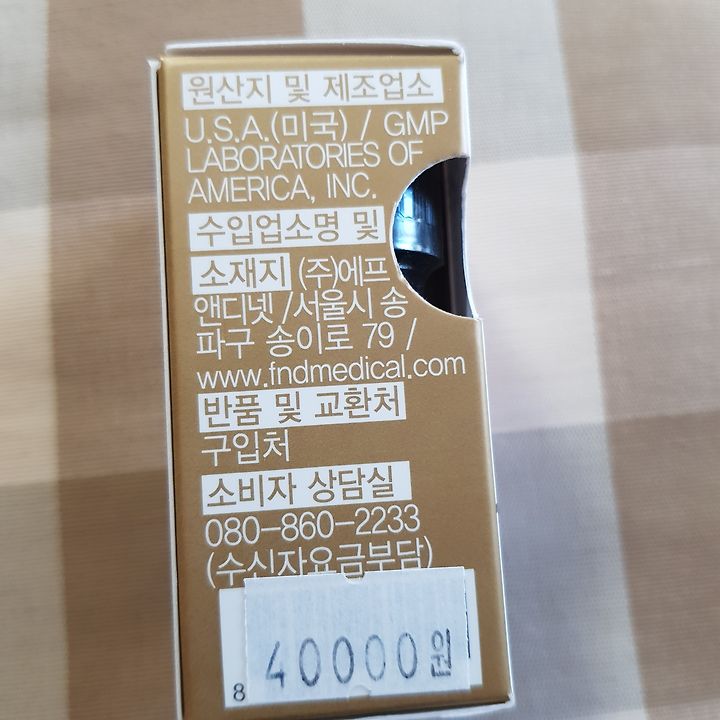 원산지 및 제조업소
U.S.A.(미국) / GMP
LABORATORIES OF
AMERICA, INC.
수입업소명 및
소재지 (주)에프
앤디넷 /서울시 송
파구 송이로 79 /
www.fndmedical.com
반품 및 교환처
구입처
소비자 상담실
080-860-2233
(수신자요금부담)
40000원
8